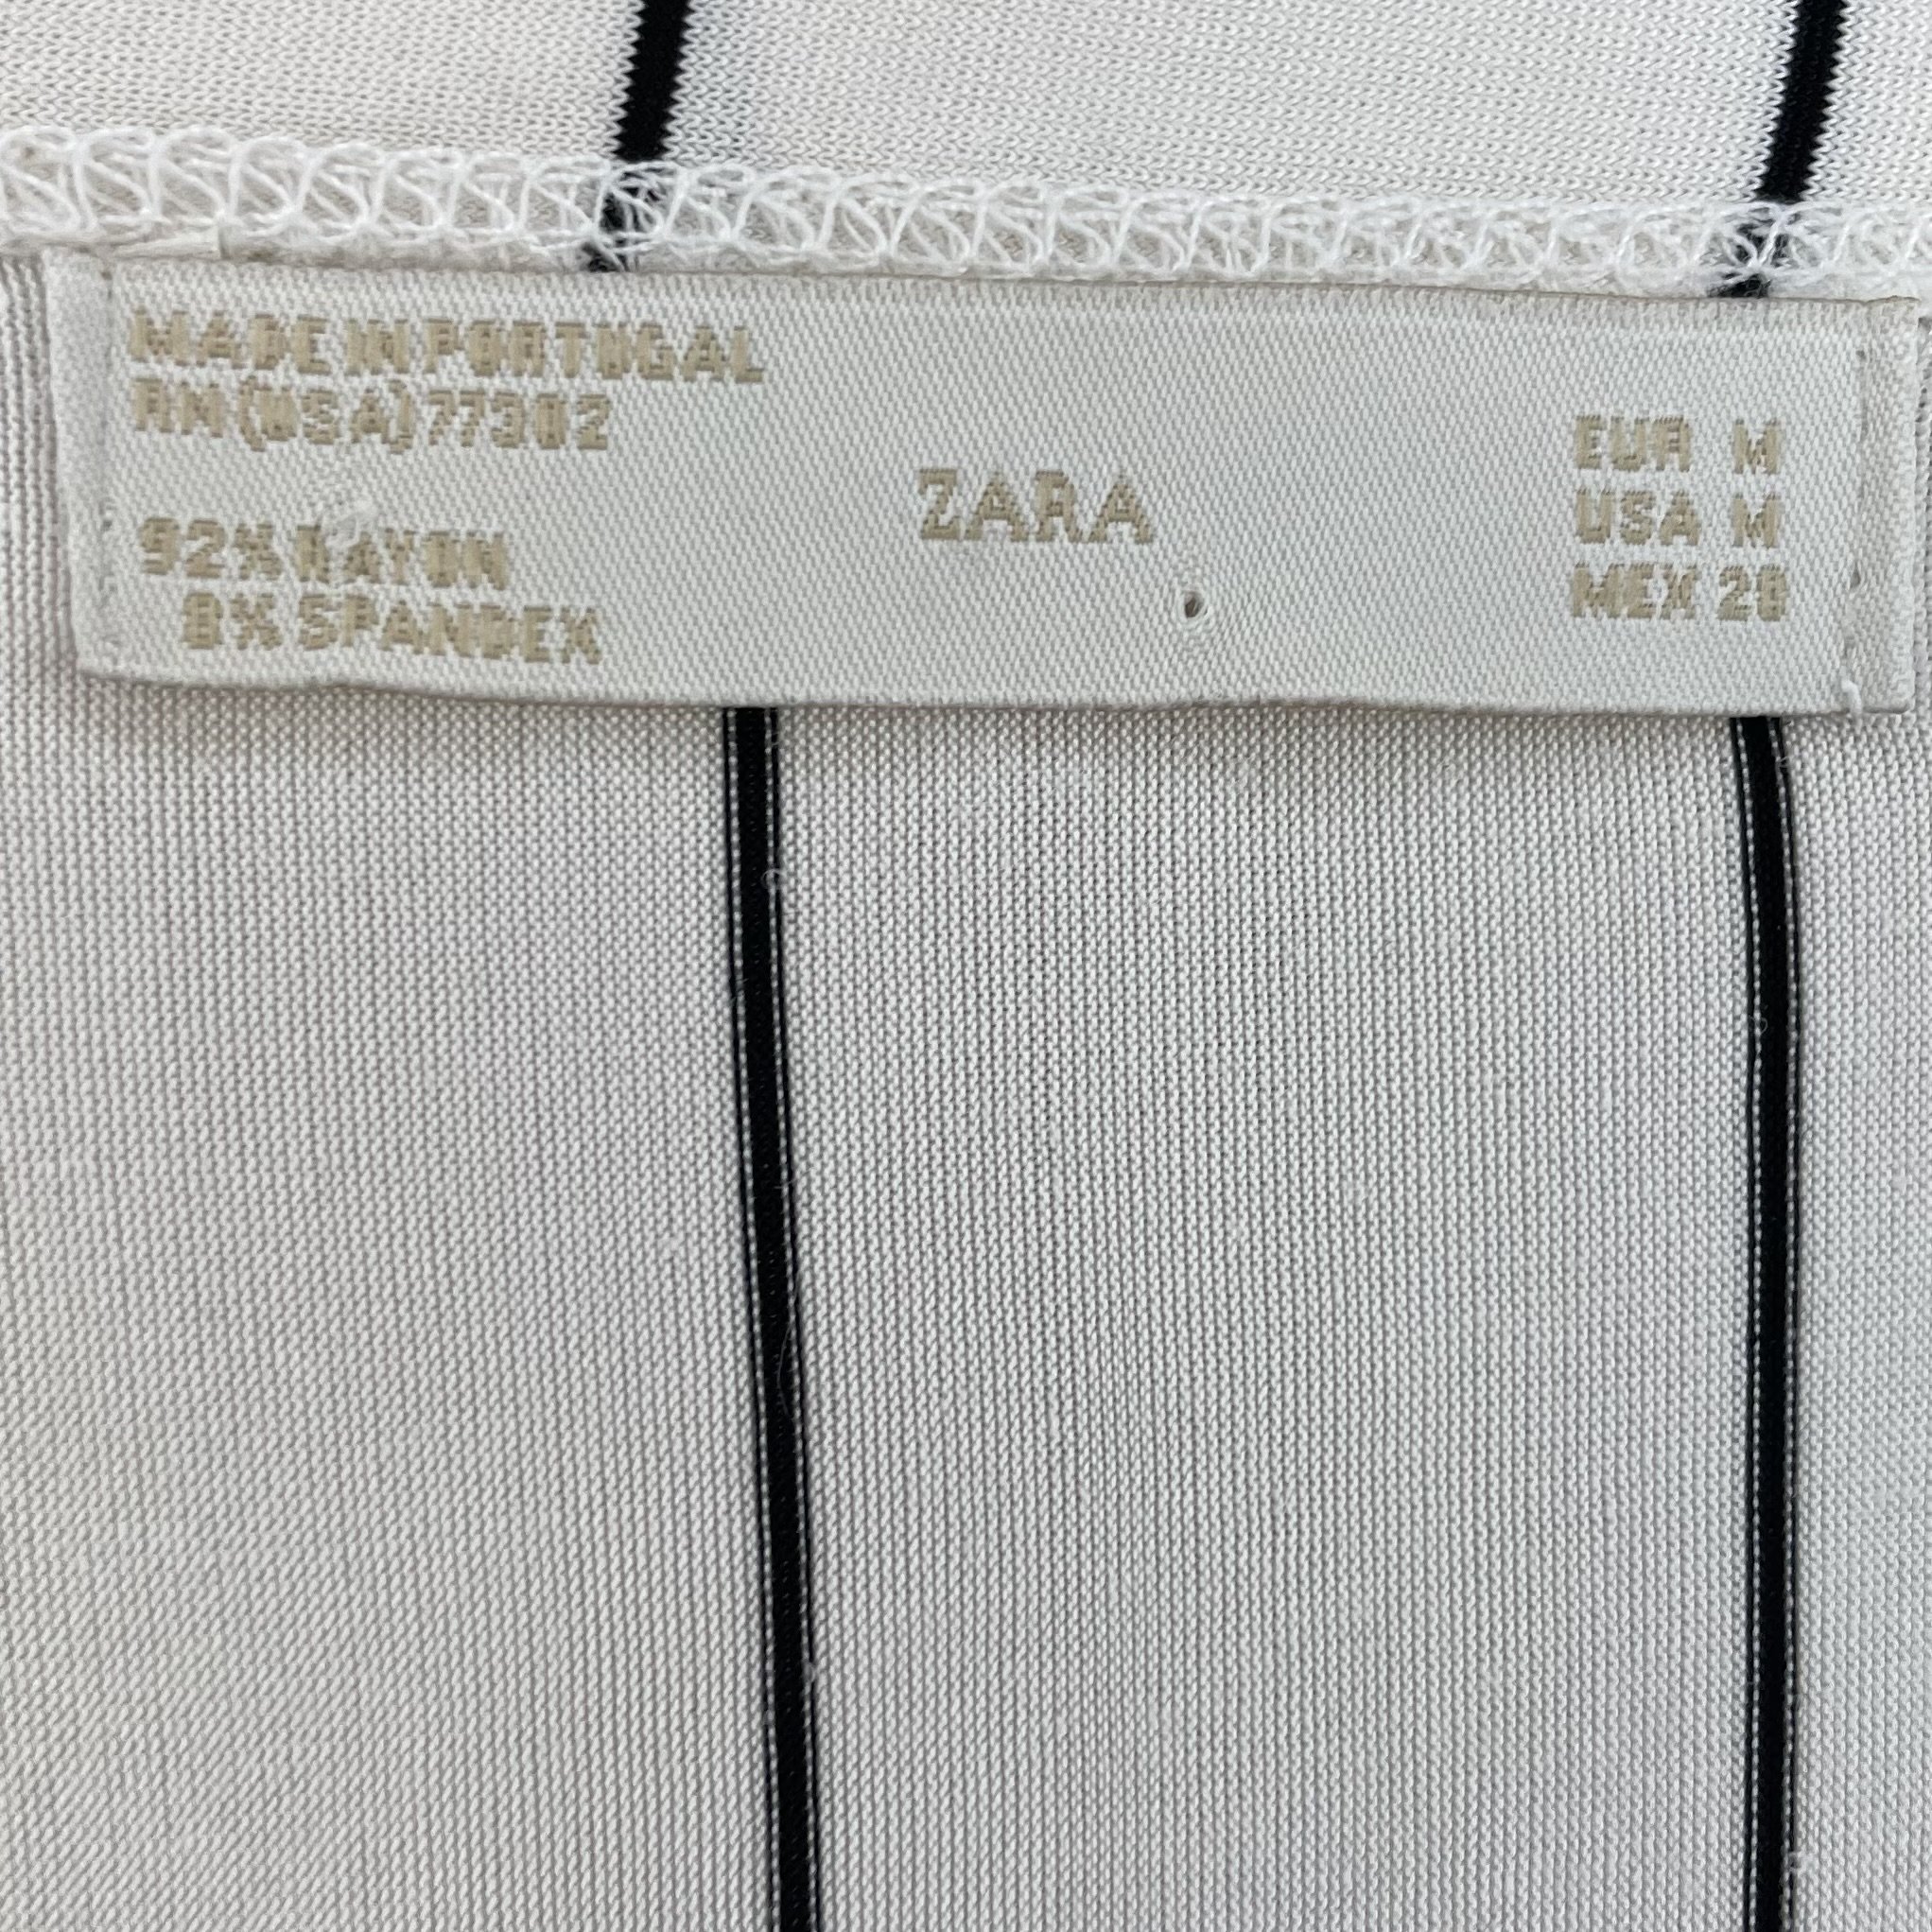 MADE IN PORTUGAL
RN(USA)77302
92% RAYON
8% SPANDEX
ZARA
EUR M
USA M
MEX 28